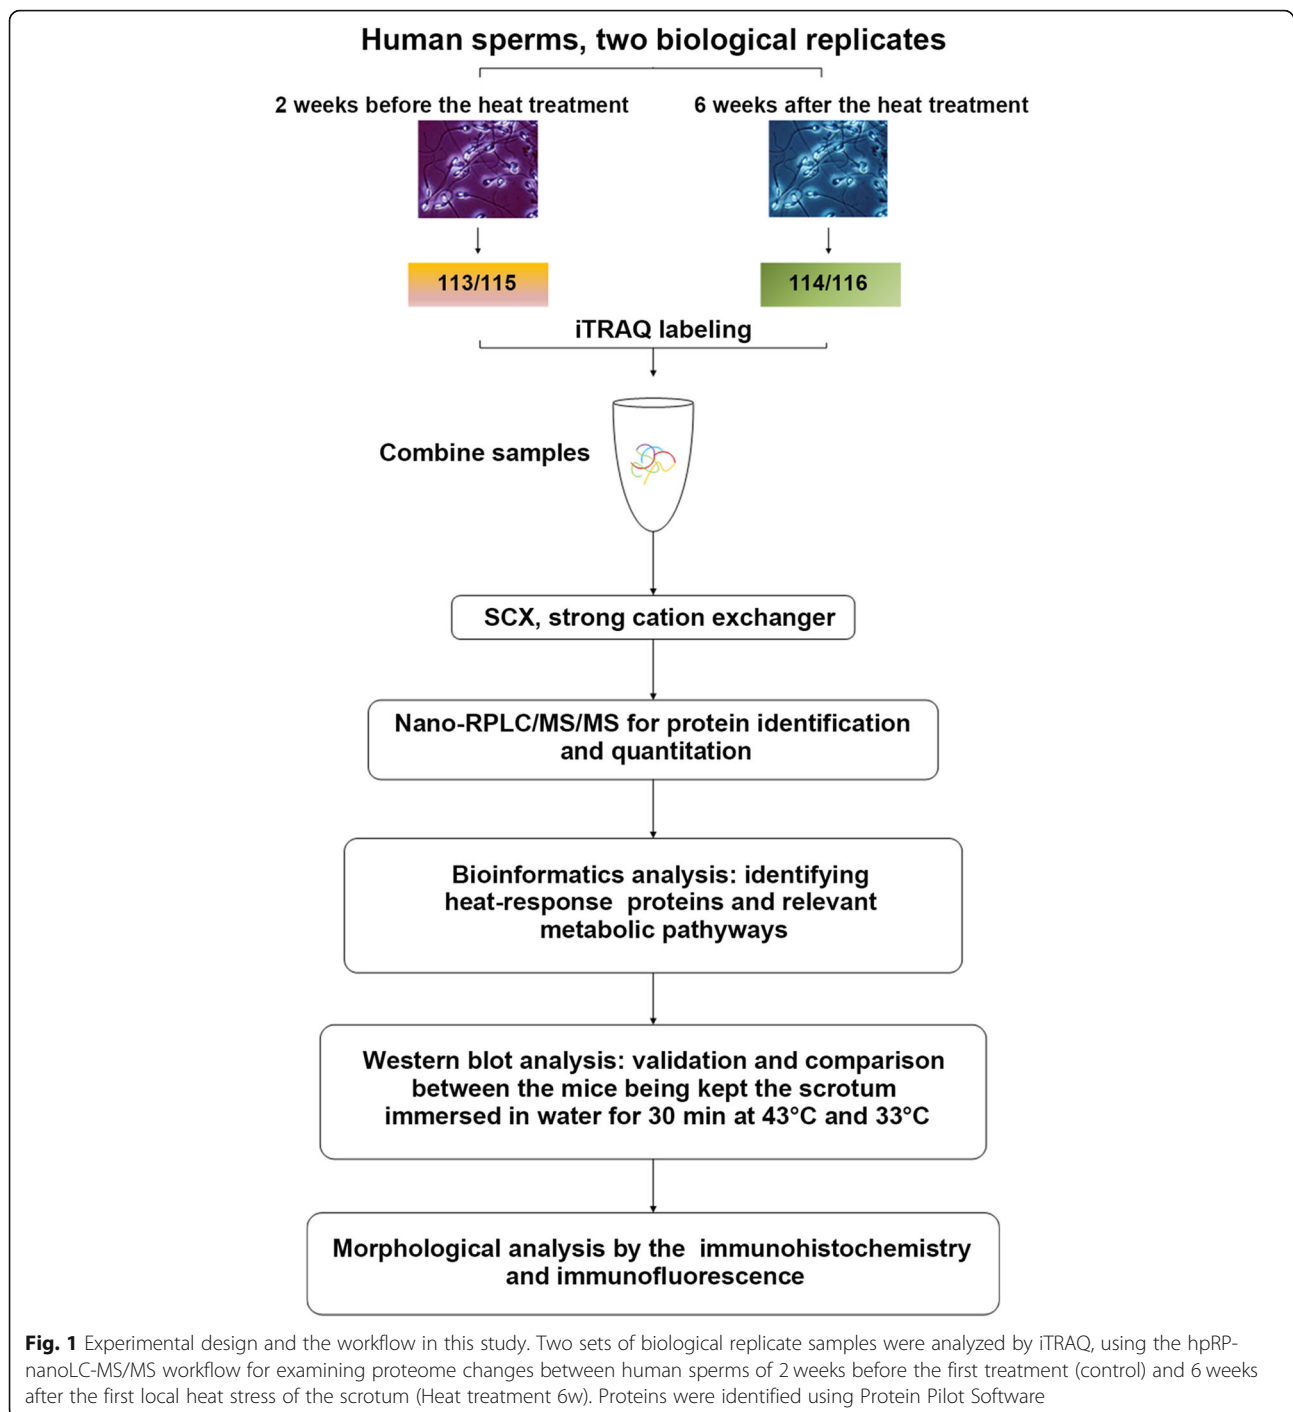 Human sperms, two biological replicates
2 weeks before the heat treatment
6 weeks after the heat treatment
113/115
114/116
iTRAQ labeling
Combine samples
SCX, strong cation exchanger
Nano-RPLC/MS/MS for protein identification
and quantitation
Bioinformatics analysis: identifying
heat-response proteins and relevant
metabolic pathyways
Western blot analysis: validation and comparison
between the mice being kept the scrotum
immersed in water for 30 min at 43°C and 33°C
Morphological analysis by the immunohistochemistry
and immunofluorescence
Fig. 1 Experimental design and the workflow in this study. Two sets of biological replicate samples were analyzed by iTRAQ, using the hpRP-
nanoLC-MS/MS workflow for examining proteome changes between human sperms of 2 weeks before the first treatment (control) and 6 weeks
after the first local heat stress of the scrotum (Heat treatment 6w). Proteins were identified using Protein Pilot Software